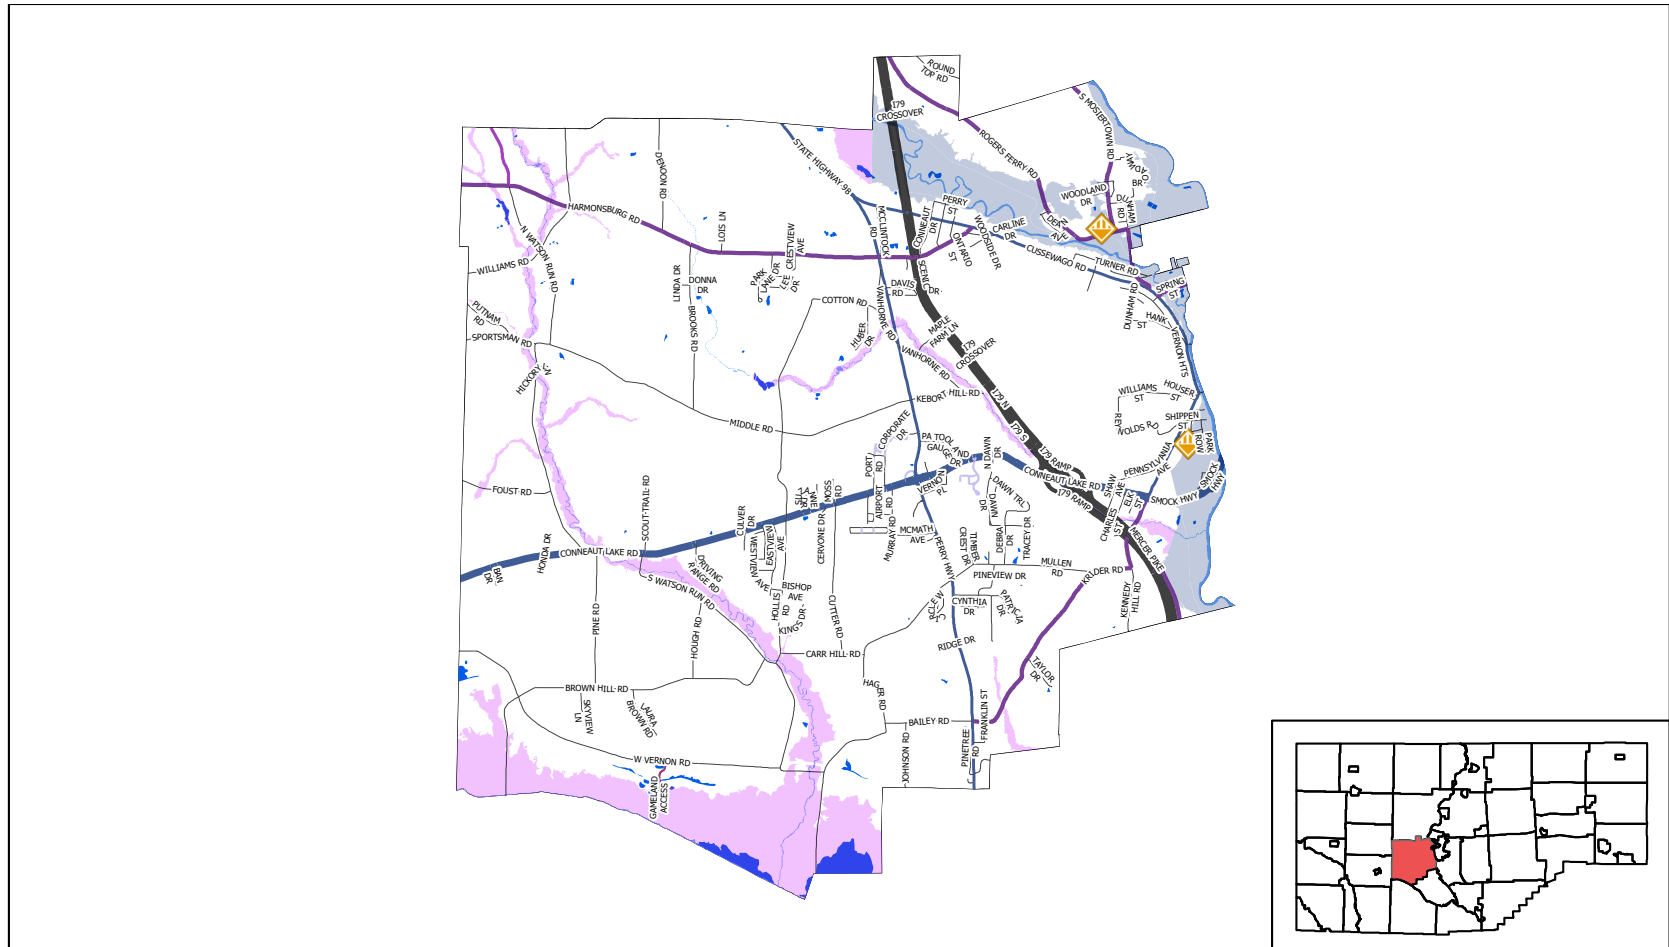 ROUND
TOP RD
I79
CROSSOVER
S MOSIERTOWN RD
ROGERS FERRY RD
STATE HIGHWAY 98
DENOON RD
HARMONSBURG RD
N WATSON RUN RD
WILLIAMS RD
LOIS LN
CRESTVIEW
AVE
PARK
LANE DR
LEE
DR
MCCLINTOCK
RD
CONNEAUT
DR
PERRY
ST
ONTARIO
ST
WOODSIDE DR
CARLINE
DR
WOODLAND
DR
DUNHAM
RD
CUSSEWAGO RD
TURNER RD
SPRING
ST
DUNHAM RD
HANK
ST
VERNON HTS
LINDA DR
DONNA
DR
BROOKS RD
COTTON RD
HUBER
DR
VANHORNE RD
DAVIS
RD
SCENIC
DR
MAPLE
FARM LN
I79
CROSSOVER
VANHORNE RD
PUTNAM
RD
SPORTSMAN RD
HICKORY LN
MIDDLE RD
KEBORT HILL RD
I79 N
I79 S
WILLIAMS
ST
HOUSER
ST
REYNOLDS RD
SHIPPEN
ST
PARK
ROW
CORPORATE
DR
PA TOOL AND
GAUGE DR
N DAWN
DR
I79 RAMP
CONNEAUT LAKE RD
I79 RAMP
PENNSYLVANIA
AVE
SHAW
AVE
ELK
ST
SMOCK HWY
SMOCK
HWY
CHARLES
ST
MERCER PIKE
FOUST RD
SCOUT TRAIL RD
CULVER
DR
MOSS
RD
PORT
RD
AIRPORT
RD
MURRAY RD
VERNON
PL
MCMATH
AVE
PERRY HWY
DAWN TRL
DAWN
DR
DEBRA
DR
TRACEY DR
TIMBER
CREST DR
HONDA DR
CONNEAUT LAKE RD
BAN
DR
DRIVING
RANGE RD
WESTVIEW AVE
EASTVIEW
AVE
CERVONE DR
BISHOP
AVE
HOLLIS
RD
KINGS DR
CUTTER RD
S WATSON RUN RD
PINE RD
HOUGH RD
CARR HILL RD
PINEVIEW DR
MULLEN
RD
KRIDER RD
KENNEDY
HILL RD
CYNTHIA
DR
PATRICIA
DR
RIDGE DR
TAYLOR
DR
BROWN HILL RD
SKYVIEW
LN
LAURA
BROWN RD
HAGER RD
BAILEY RD
FRANKLIN ST
JOHNSON RD
PINETREE
RD
W VERNON RD
GAMELAND
ACCESS